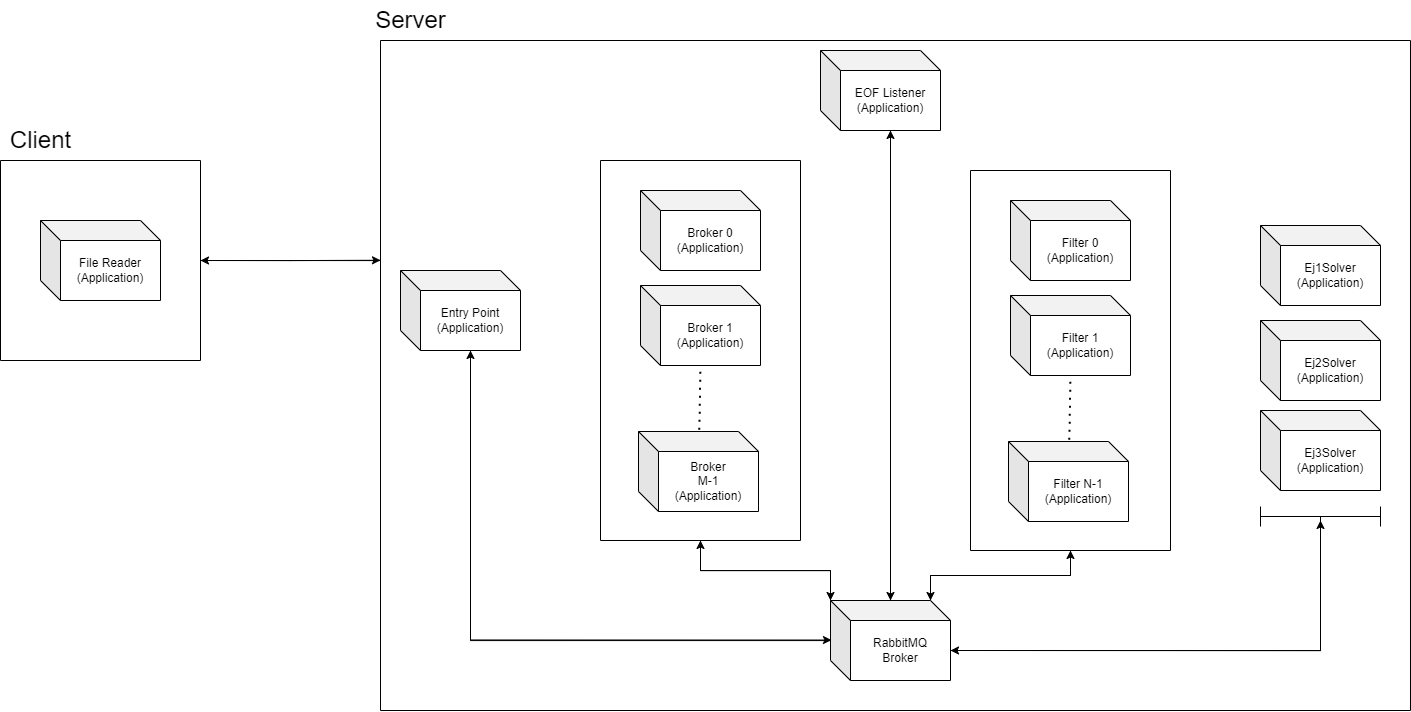 Server
Client
File Reader
(Application)
Entry Point
(Application)
EOF Listener
(Application)
Broker 0
(Application)
Broker 1
(Application)
Broker
M-1
(Application)
Filter 0
(Application)
Filter 1
(Application)
Filter N-1
(Application)
Ej1Solver
(Application)
Ej2Solver
(Application)
Ej3Solver
(Application)
RabbitMQ
Broker